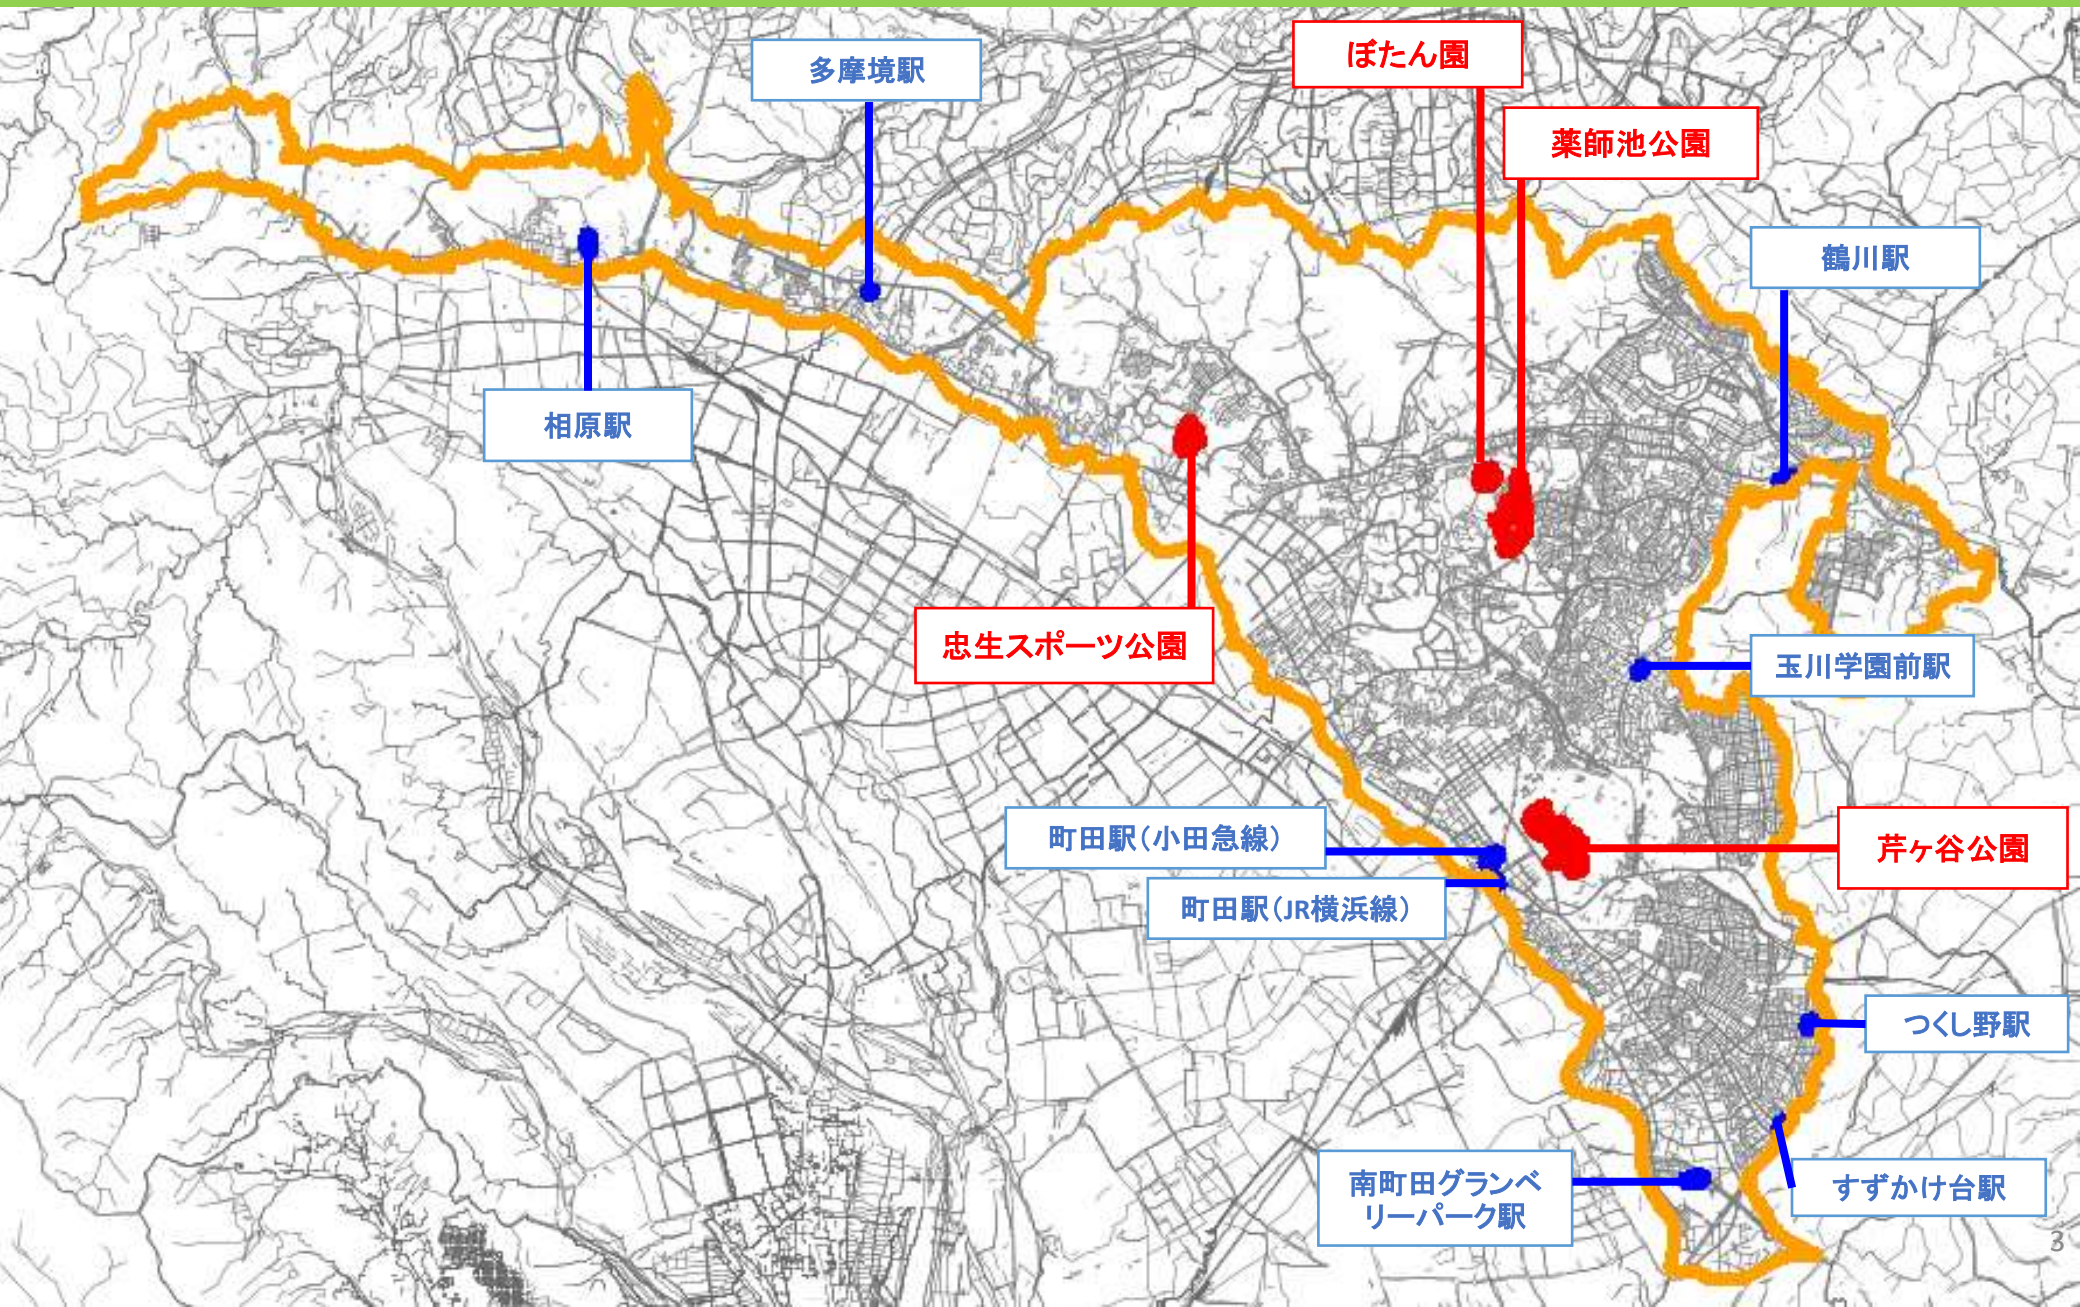 ぼたん園
多摩境駅
薬師池公園
鶴川駅
相原駅
忠生スポーツ公園
玉川学園前駅
町田駅(小田急線)
芹ヶ谷公園
町田駅(JR横浜線)
つくし野駅
南町田グランベ
リーパーク駅
すずかけ台駅
3